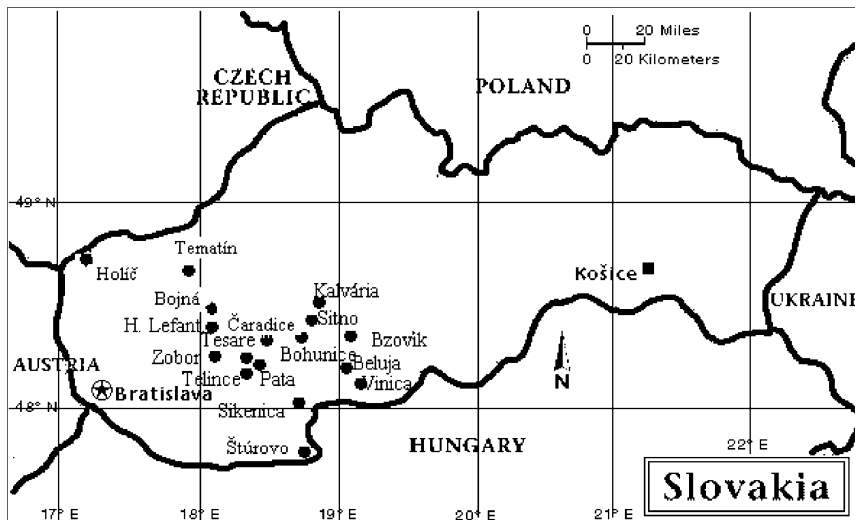 0 20 Miles
0 20 Kilometers
CZECH
REPUBLIC
POLAND
49° N
Tematín
Holíč
Košice
Kalvária
UKRAINE
Bojná
Sitno
H. Lefant
Čaradice
Tesare
Bzovík
Bohunice
Zobor
AUSTRIA
Beluja
Telince
Pata
Vinica
N
Bratislava
48° N
Sikenica
HUNGARY
Štúrovo
22° E
Slovakia
17° E
18° E
19° E
20° E
21° E